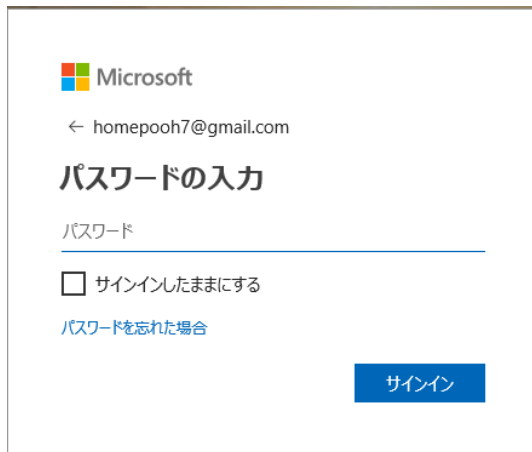 Microsoft
← homepooh7@gmail.com
パスワードの入力
パスワード
サインインしたままにする
パスワードを忘れた場合
サインイン